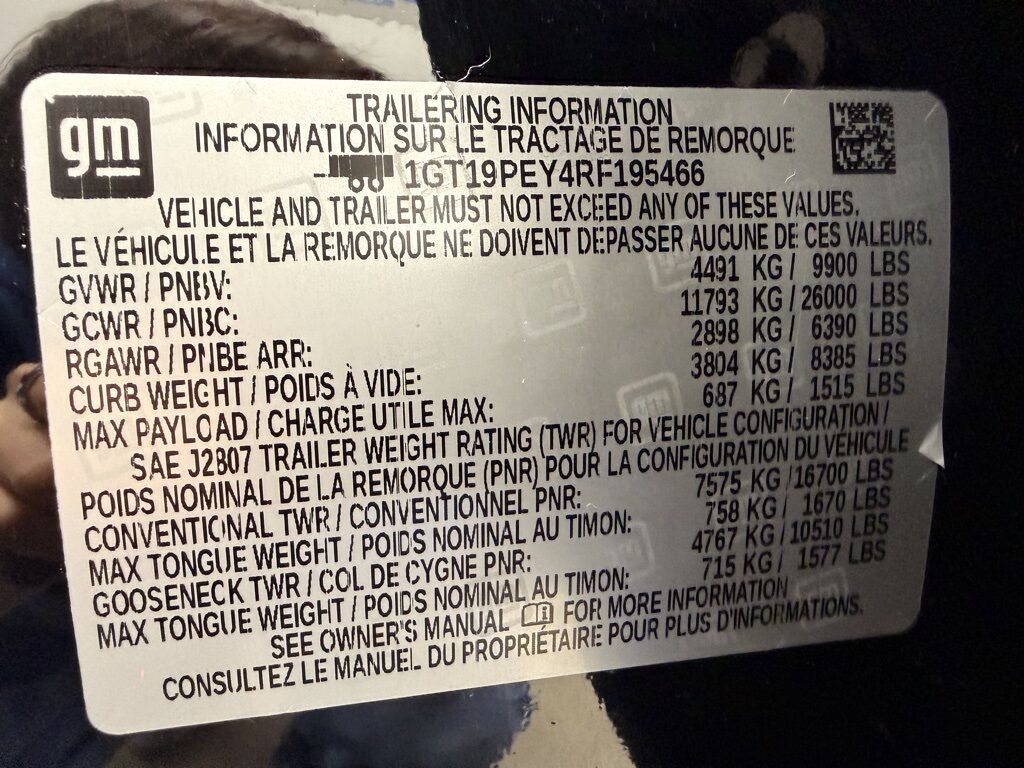 gm
TRAILERING INFORMATION
INFORMATION SUR LE TRACTAGE DE REMORQUE
1GT19PEY4RF195466
VEHICLE AND TRAILER MUST NOT EXCEED ANY OF THESE VALUES.
LE VÉHICULE ET LA REMORQUE NE DOIVENT DÉPASSER AUCUNE DE CES VALEURS.
GVWR / PNBV: 4491 KG / 9900 LBS
GCWR / PNBC: 11793 KG / 26000 LBS
RGAWR / PNBE ARR: 2898 KG / 6390 LBS
CURB WEIGHT / POIDS À VIDE: 3804 KG / 8385 LBS
MAX PAYLOAD / CHARGE UTILE MAX: 687 KG / 1515 LBS
SAE J2807 TRAILER WEIGHT RATING (TWR) FOR VEHICLE CONFIGURATION /
POIDS NOMINAL DE LA REMORQUE (PNR) POUR LA CONFIGURATION DU VÉHICULE
CONVENTIONAL TWR / CONVENTIONNEL PNR: 7575 KG / 16700 LBS
MAX TONGUE WEIGHT / POIDS NOMINAL AU TIMON: 758 KG / 1670 LBS
GOOSENECK TWR / COL DE CYGNE PNR: 4767 KG / 10510 LBS
MAX TONGUE WEIGHT / POIDS NOMINAL AU TIMON: 715 KG / 1577 LBS
SEE OWNER'S MANUAL FOR MORE INFORMATION
CONSULTEZ LE MANUEL DU PROPRIÉTAIRE POUR PLUS D'INFORMATIONS.